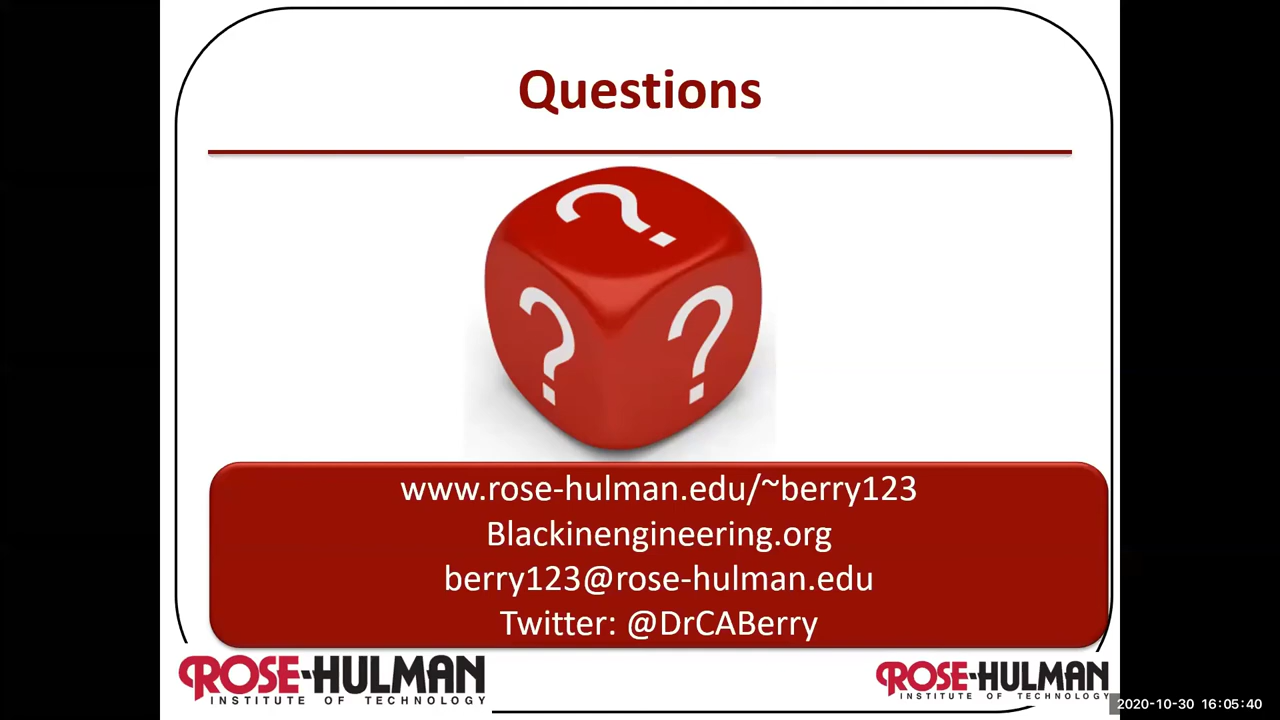 Questions
?
? ?
www.rose-hulman.edu/~berry123
Blackinengineering.org
berry123@rose-hulman.edu
Twitter: @DrCABerry
ROSE-HULMAN
INSTITUTE OF TECHNOLOGY
ROSE-HULMAN
INSTITUTE OF TECHNOLOGY
2020-10-30 16:05:40